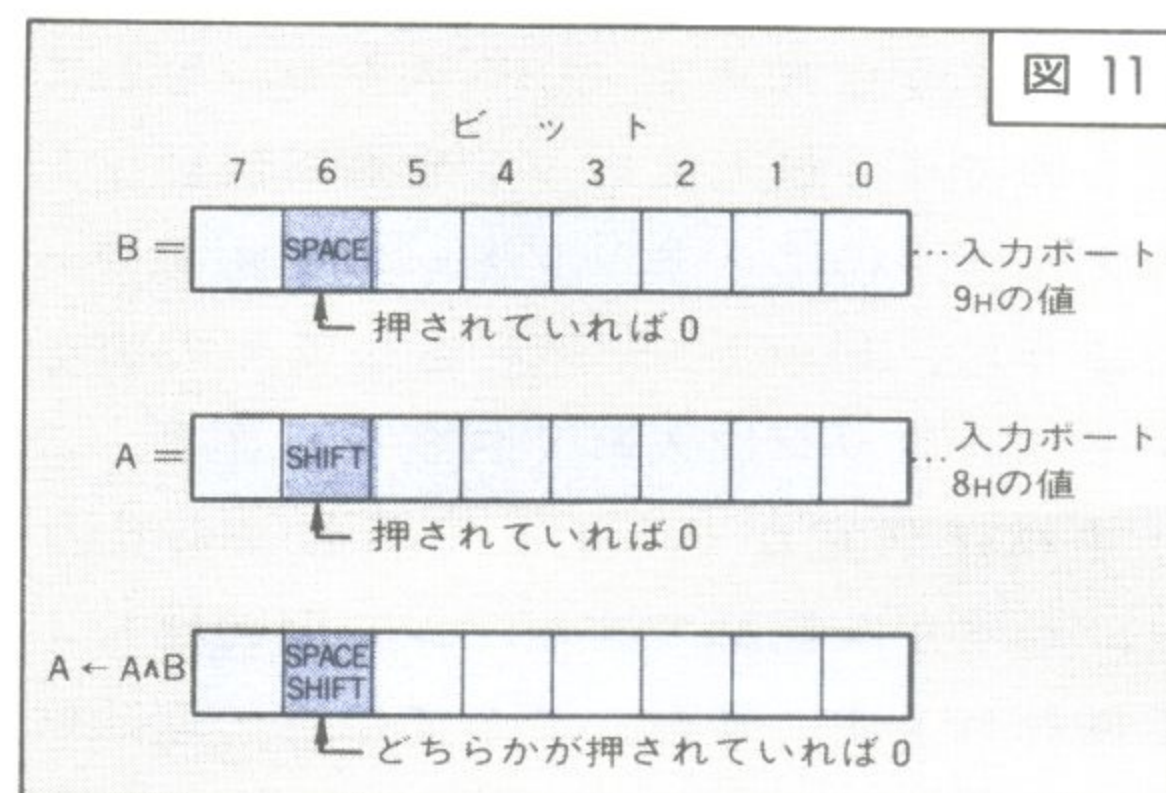 図 11
ビット
7 6 5 4 3 2 1 0
B = SPACE …入力ポート
9Hの値
押されていれば0
A = SHIFT …入力ポート
8Hの値
押されていれば0
A ← A∧B SPACE
SHIFT
どちらかが押されていれば0